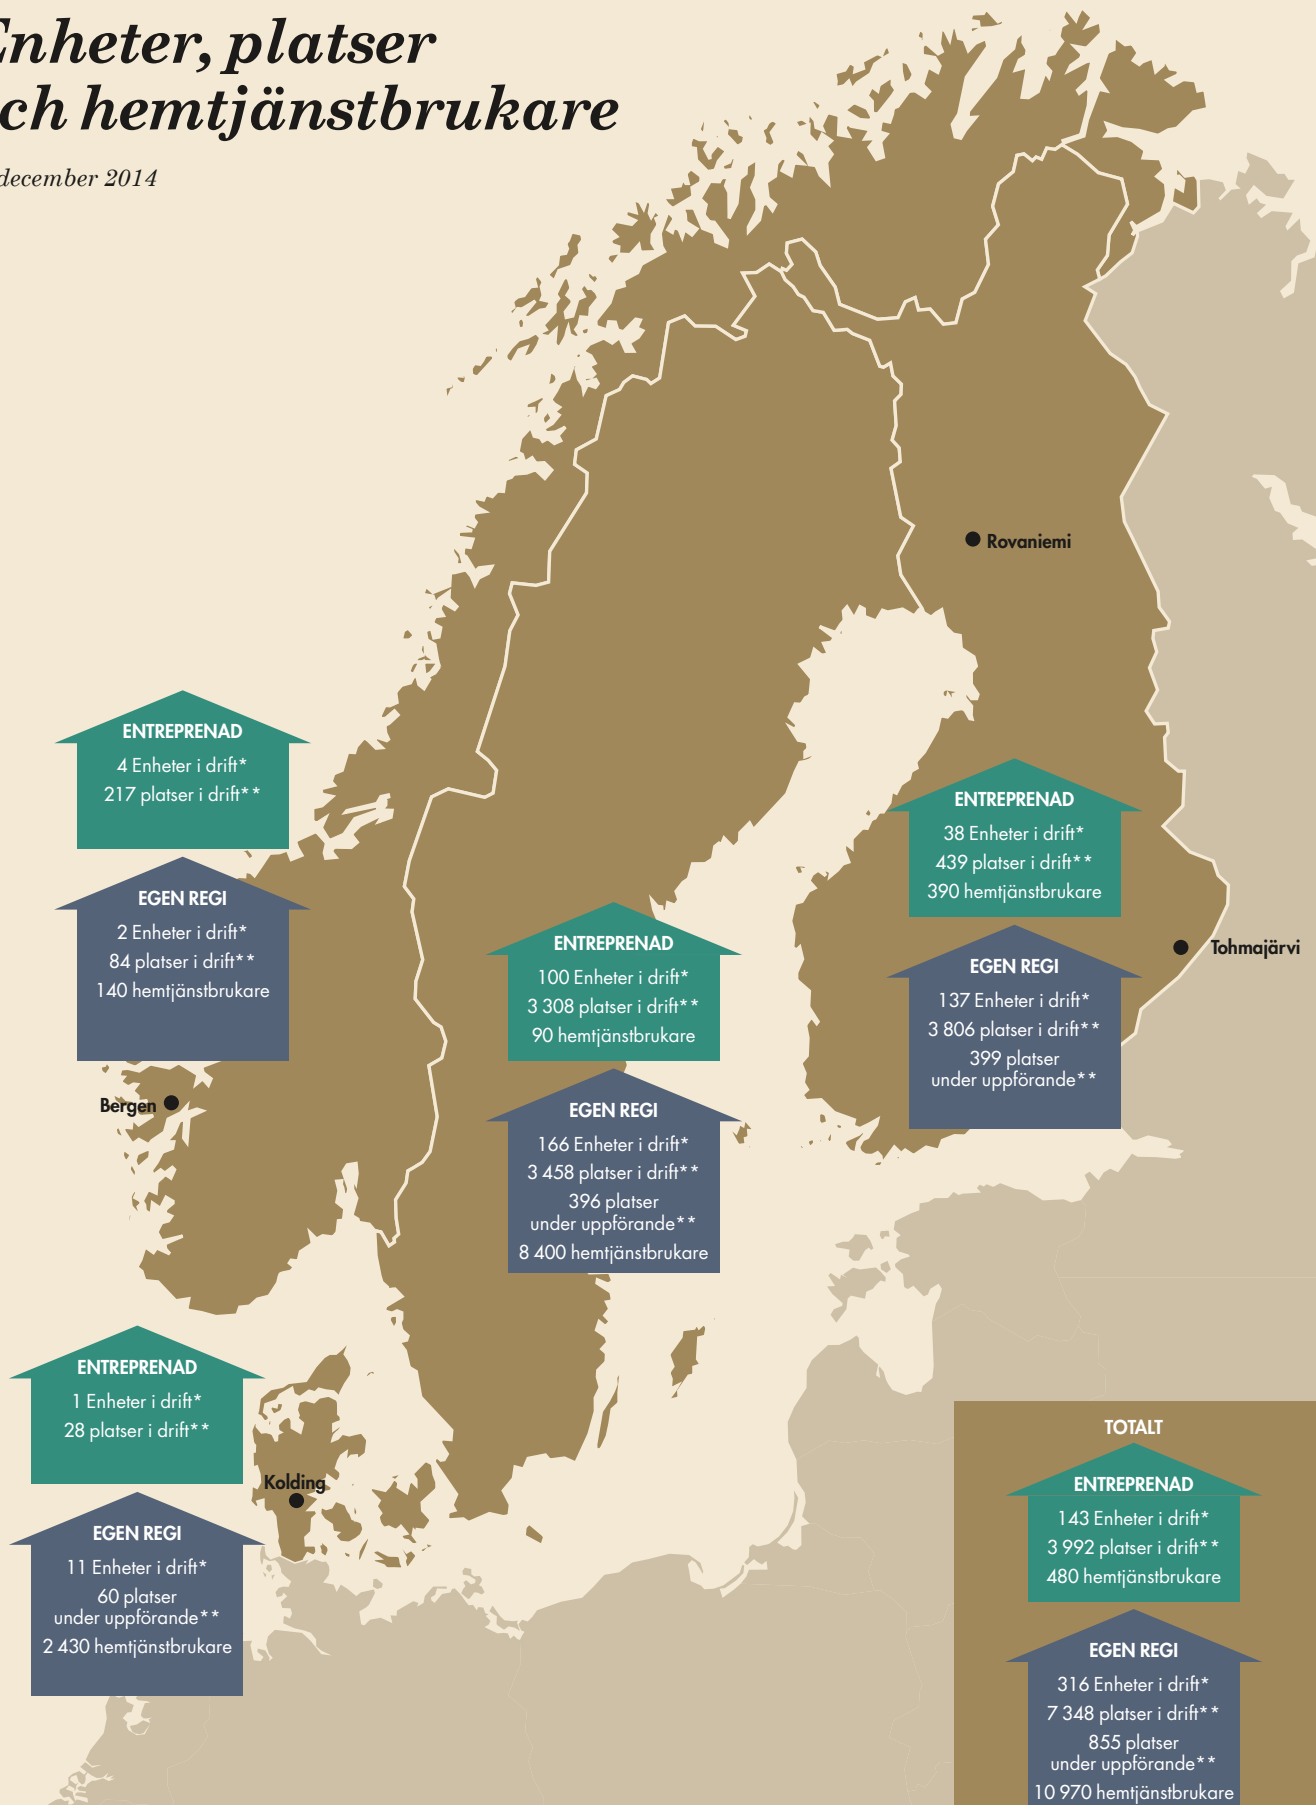 Enheter, platser
ch hemtjänstbrukare
december 2014
Rovaniemi
ENTREPRENAD
4 Enheter i drift*
217 platser i drift**
EGEN REGI
2 Enheter i drift*
84 platser i drift**
140 hemtjänstbrukare
Bergen
ENTREPRENAD
100 Enheter i drift*
3 308 platser i drift**
90 hemtjänstbrukare
EGEN REGI
166 Enheter i drift*
3 458 platser i drift**
396 platser
under uppförande**
8 400 hemtjänstbrukare
ENTREPRENAD
38 Enheter i drift*
439 platser i drift**
390 hemtjänstbrukare
EGEN REGI
137 Enheter i drift*
3 806 platser i drift**
399 platser
under uppförande**
Tohmajärvi
ENTREPRENAD
1 Enheter i drift*
28 platser i drift**
EGEN REGI
11 Enheter i drift*
60 platser
under uppförande**
2 430 hemtjänstbrukare
Kolding
TOTALT
ENTREPRENAD
143 Enheter i drift*
3 992 platser i drift**
480 hemtjänstbrukare
EGEN REGI
316 Enheter i drift*
7 348 platser i drift**
855 platser
under uppförande**
10 970 hemtjänstbrukare